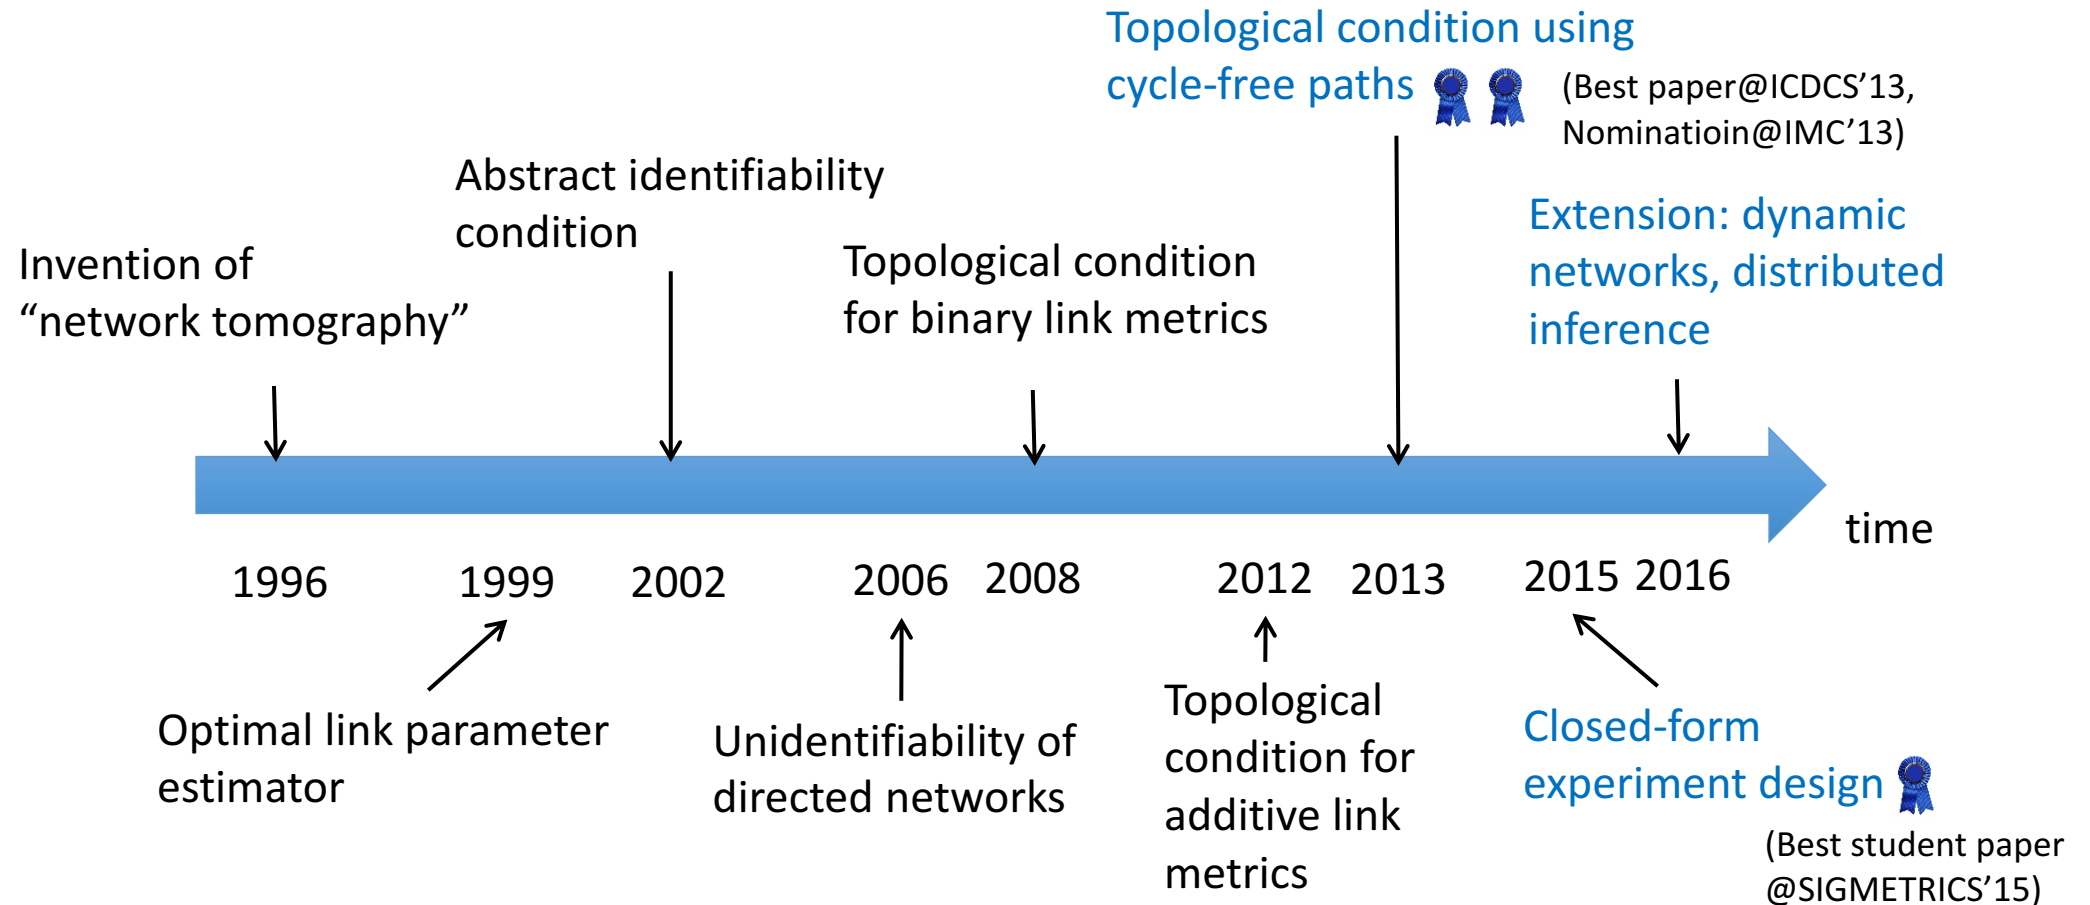 Topological condition using
cycle-free paths
(Best paper@ICDCS’13,
Nominatioin@IMC’13)
Abstract identifiability
condition
Extension: dynamic
networks, distributed
inference
Invention of
“network tomography”
Topological condition
for binary link metrics
time
1996 1999 2002 2006 2008 2012 2013 2015 2016
Optimal link parameter
estimator
Unidentifiability of
directed networks
Topological
condition for
additive link
metrics
Closed-form
experiment design
(Best student paper
@SIGMETRICS’15)